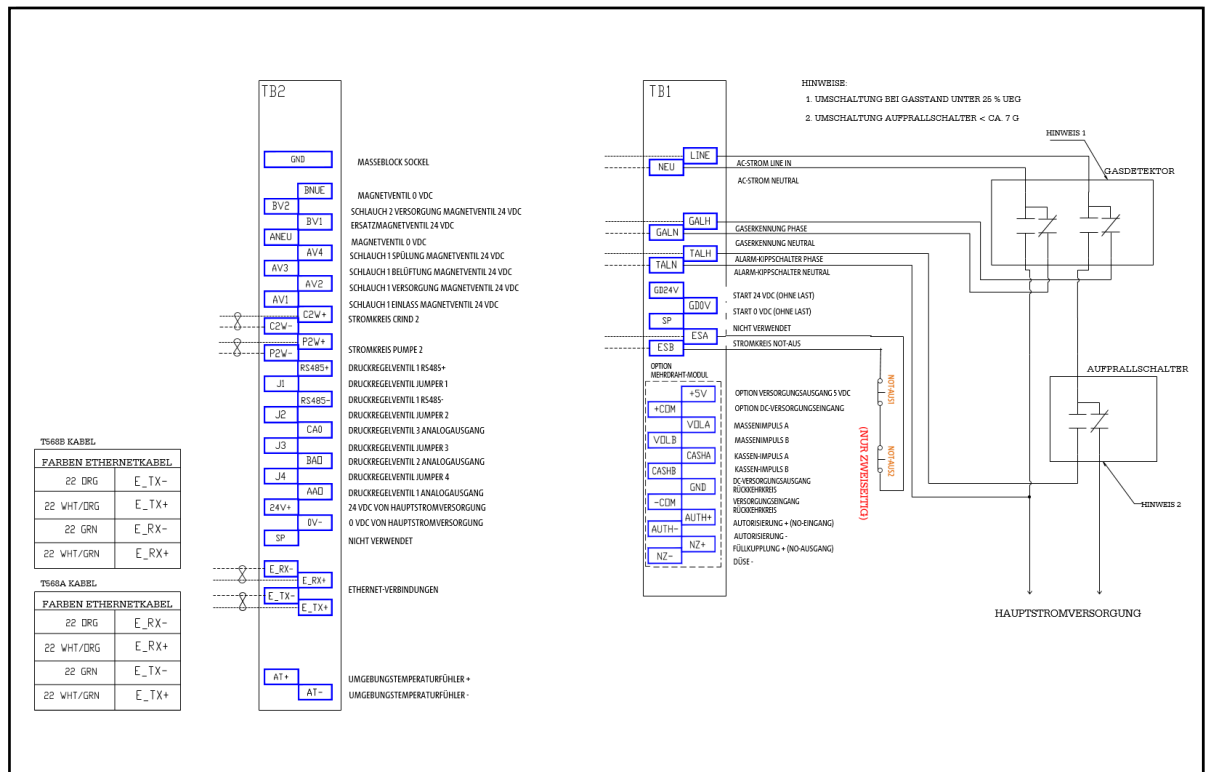 TB2
GND
MASSEBLOCK SOCKEL
BNUE
MAGNETVENTIL 0 VDC
BV2
SCHLAUCH 2 VERSORGUNG MAGNETVENTIL 24 VDC
BV1
ERSATZMAGNETVENTIL 24 VDC
ANEU
MAGNETVENTIL 0 VDC
AV4
SCHLAUCH 1 SPÜLUNG MAGNETVENTIL 24 VDC
AV3
SCHLAUCH 1 BELÜFTUNG MAGNETVENTIL 24 VDC
AV2
SCHLAUCH 1 VERSORGUNG MAGNETVENTIL 24 VDC
AV1
SCHLAUCH 1 EINLASS MAGNETVENTIL 24 VDC
C2W+
STROMKREIS CRIND 2
C2W-
P2W+
STROMKREIS PUMPE 2
P2W-
RS485+
DRUCKREGELVENTIL 1 RS485+
J1
DRUCKREGELVENTIL JUMPER 1
RS485-
DRUCKREGELVENTIL 1 RS485-
J2
DRUCKREGELVENTIL JUMPER 2
CAO
DRUCKREGELVENTIL 3 ANALOGAUSGANG
J3
DRUCKREGELVENTIL JUMPER 3
BAO
DRUCKREGELVENTIL 2 ANALOGAUSGANG
J4
DRUCKREGELVENTIL JUMPER 4
AAO
DRUCKREGELVENTIL 1 ANALOGAUSGANG
24V+
24 VDC VON HAUPTSTROMVERSORGUNG
0V-
0 VDC VON HAUPTSTROMVERSORGUNG
SP
NICHT VERWENDET
E_RX-
E_RX+
ETHERNET-VERBINDUNGEN
E_TX-
E_TX+
AT+
UMGEBUNGSTEMPERATURFÜHLER +
AT-
UMGEBUNGSTEMPERATURFÜHLER -
T568B KABEL
FARBEN ETHERNETKABEL
22 ORG E_TX-
22 WHT/ORG E_TX+
22 GRN E_RX-
22 WHT/GRN E_RX+
T568A KABEL
FARBEN ETHERNETKABEL
22 ORG E_RX-
22 WHT/ORG E_RX+
22 GRN E_TX-
22 WHT/GRN E_TX+
TB1
LINE
AC-STROM LINE IN
NEU
AC-STROM NEUTRAL
GALH
GASERKENNUNG PHASE
GALN
GASERKENNUNG NEUTRAL
TALH
ALARM-KIPPSCHALTER PHASE
TALN
ALARM-KIPPSCHALTER NEUTRAL
GD24V
START 24 VDC (OHNE LAST)
GD0V
START 0 VDC (OHNE LAST)
SP
NICHT VERWENDET
ESA
STROMKREIS NOT-AUS
ESB
OPTION
MEHRDRAHT-MODUL
+5V
OPTION VERSORGUNGSAUSGANG 5 VDC
+COM
OPTION DC-VERSORGUNGSEINGANG
VOLA
MASSENIMPULS A
VOLB
MASSENIMPULS B
CASHA
KASSEN-IMPULS A
CASHB
KASSEN-IMPULS B
GND
DC-VERSORGUNGSAUSGANG
RÜCKKEHRKREIS
-COM
VERSORGUNGSEINGANG
RÜCKKEHRKREIS
AUTH+
AUTORISIERUNG + (NO-EINGANG)
AUTH-
AUTORISIERUNG -
NZ+
FÜLLKUPPLUNG + (NO-AUSGANG)
NZ-
DÜSE -
HINWEISE:
1. UMSCHALTUNG BEI GASSTAND UNTER 25 % UEG
2. UMSCHALTUNG AUFPRALLSCHALTER < CA. 7 G
HINWEIS 1
GASDETEKTOR
NOT-AUS1
NOT-AUS2
(NUR ZWEISEITIG)
AUFPRALLSCHALTER
HINWEIS 2
HAUPTSTROMVERSORGUNG